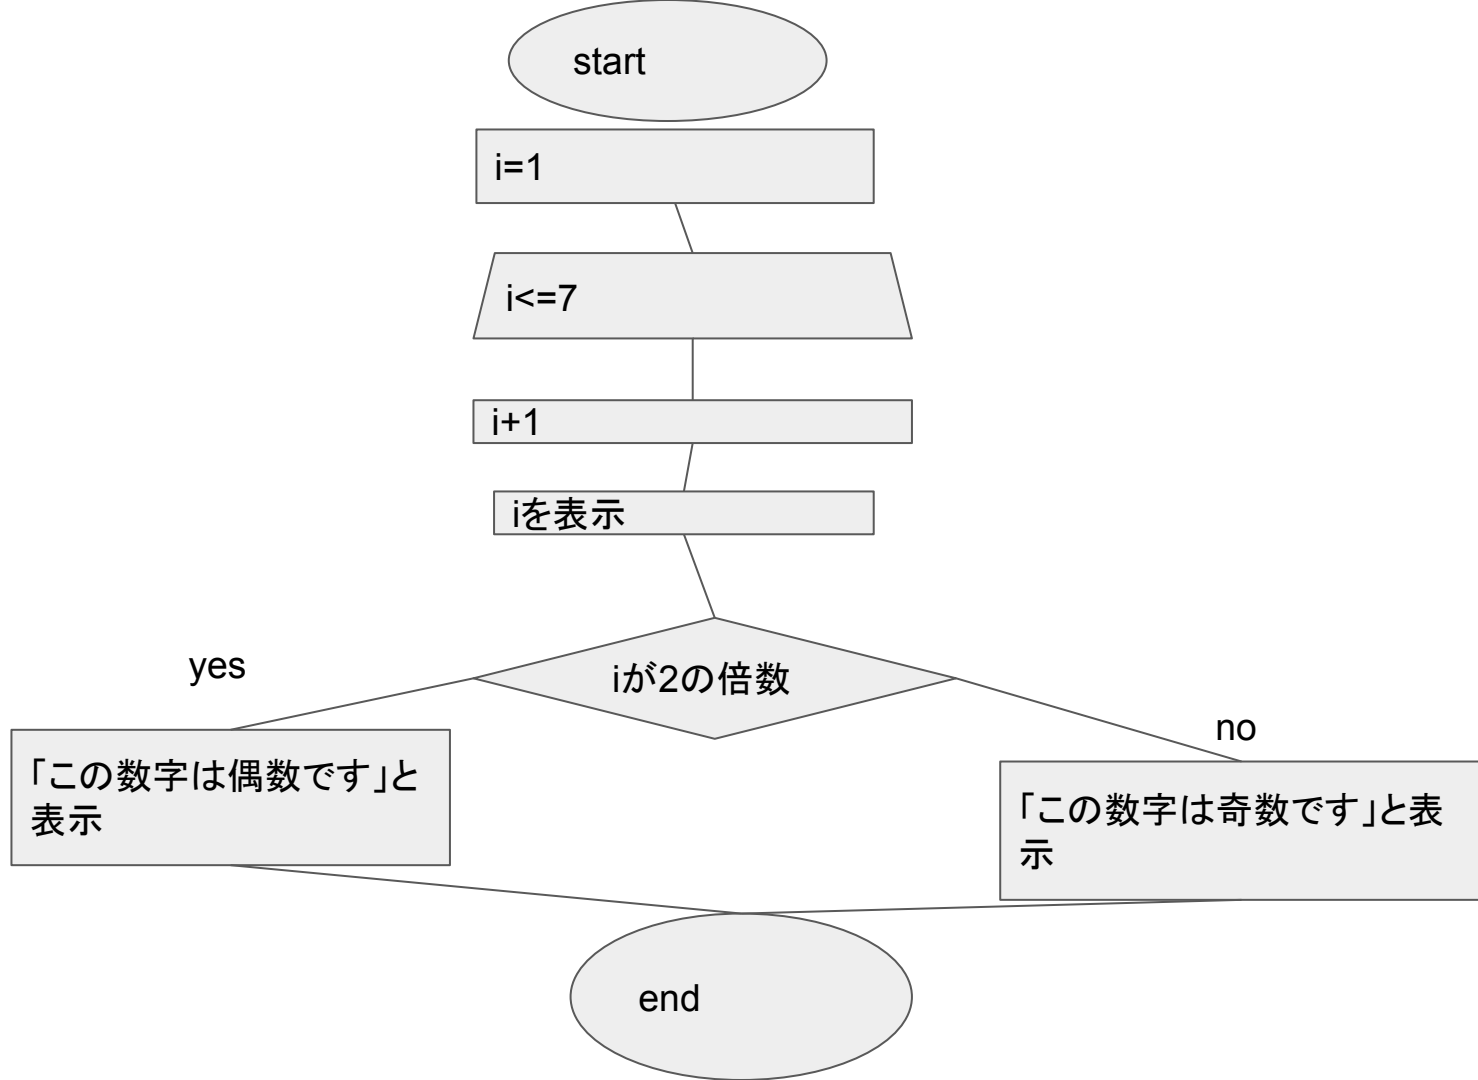 start
i=1
i<=7
i+1
iを表示
iが2の倍数
yes
no
「この数字は偶数です」と
表示
「この数字は奇数です」と表
示
end